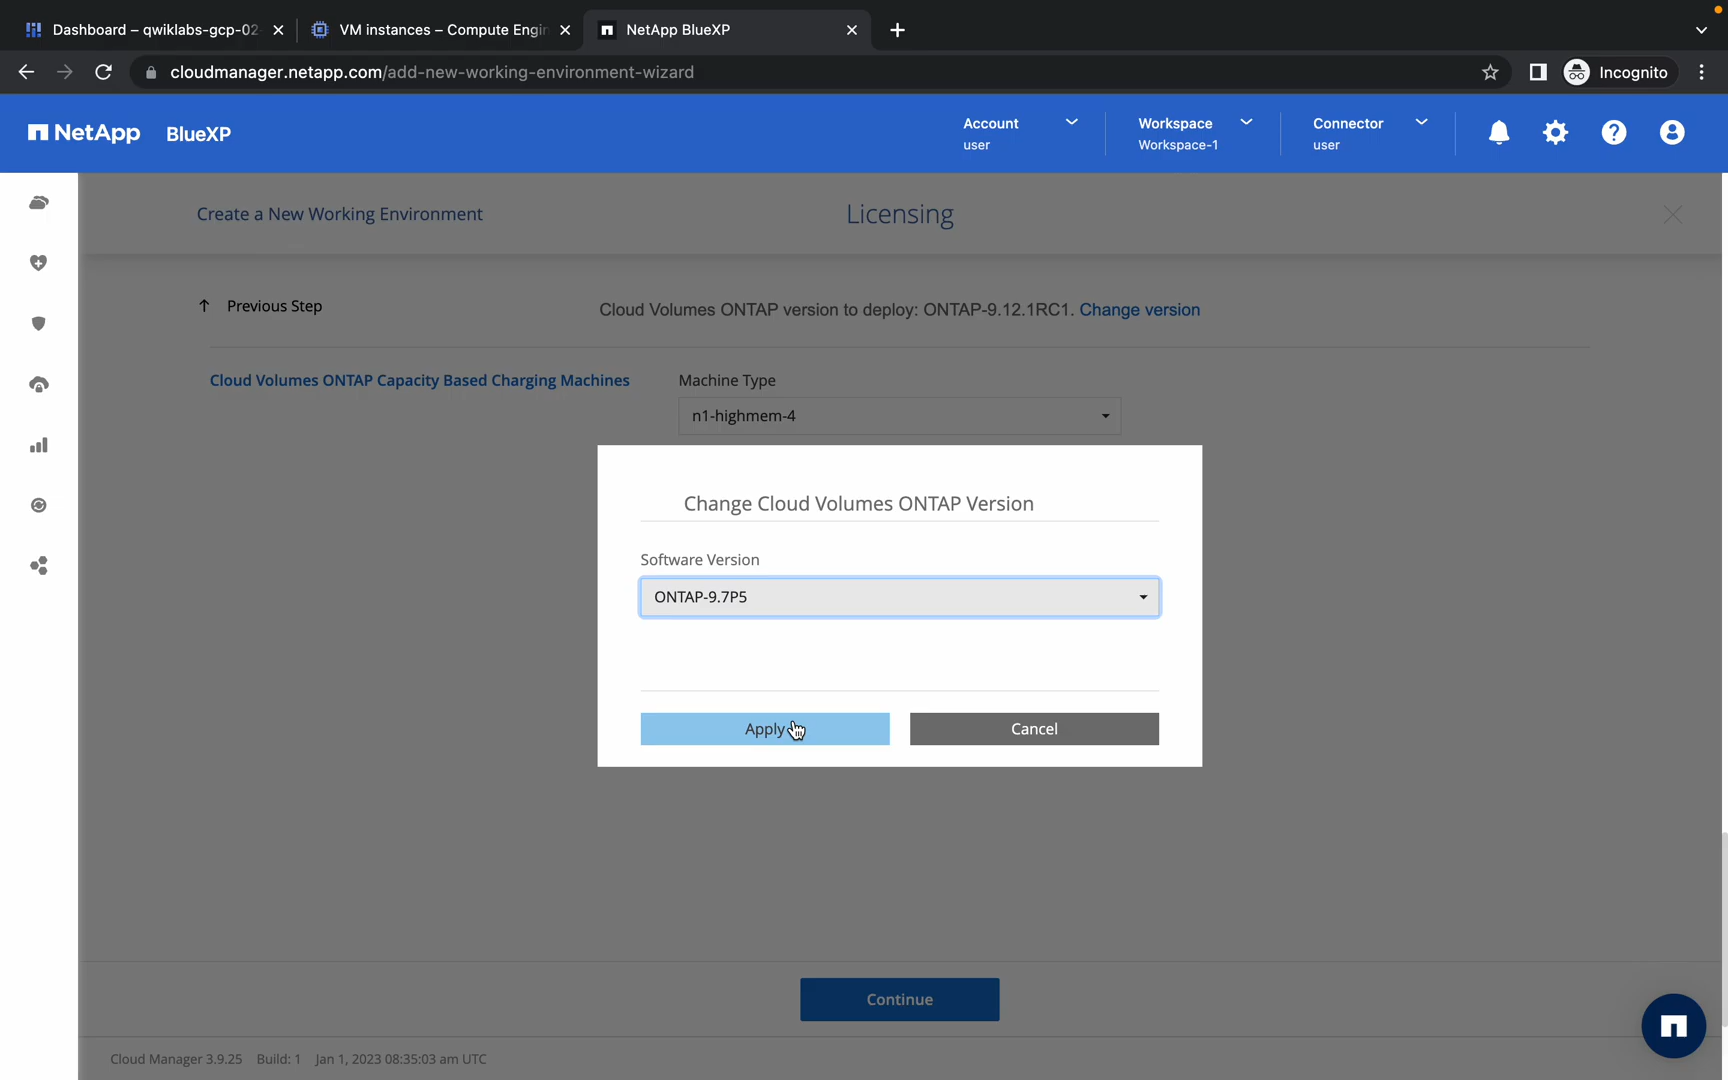 Dashboard – qwiklabs-gcp-02
VM instances – Compute Engin
NetApp BlueXP
cloudmanager.netapp.com/add-new-working-environment-wizard
Incognito
NetApp BlueXP
Account
user
Workspace
Workspace-1
Connector
user
Create a New Working Environment
Licensing
Previous Step
Cloud Volumes ONTAP version to deploy: ONTAP-9.12.1RC1. Change version
Cloud Volumes ONTAP Capacity Based Charging Machines
Machine Type
n1-highmem-4
Change Cloud Volumes ONTAP Version
Software Version
ONTAP-9.7P5
Apply
Cancel
Continue
Cloud Manager 3.9.25 Build: 1 Jan 1, 2023 08:35:03 am UTC